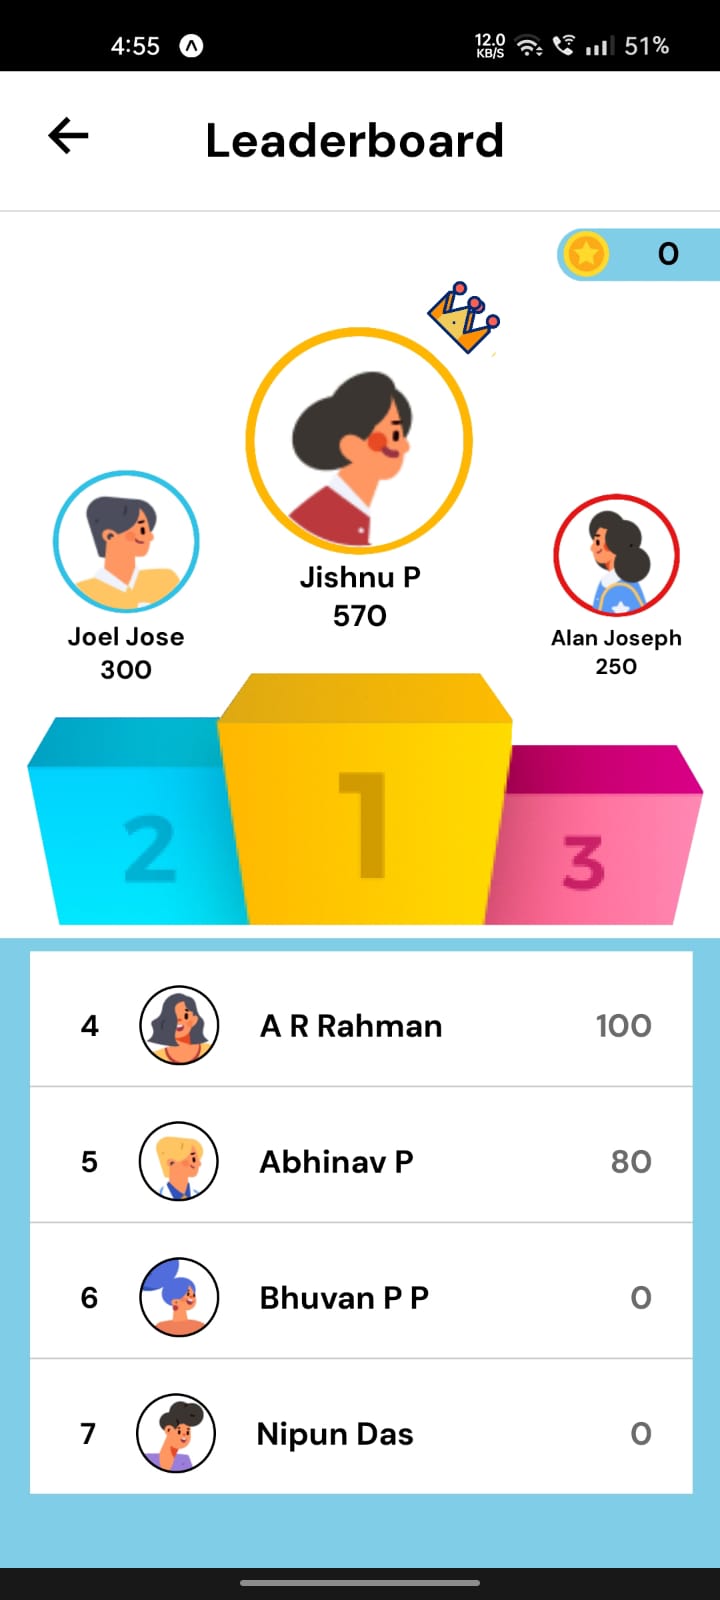 4:55 12.0 KB/S 51%
Leaderboard
0
Jishnu P
570
Joel Jose
300
Alan Joseph
250
2 1 3
4 A R Rahman 100
5 Abhinav P 80
6 Bhuvan P P 0
7 Nipun Das 0